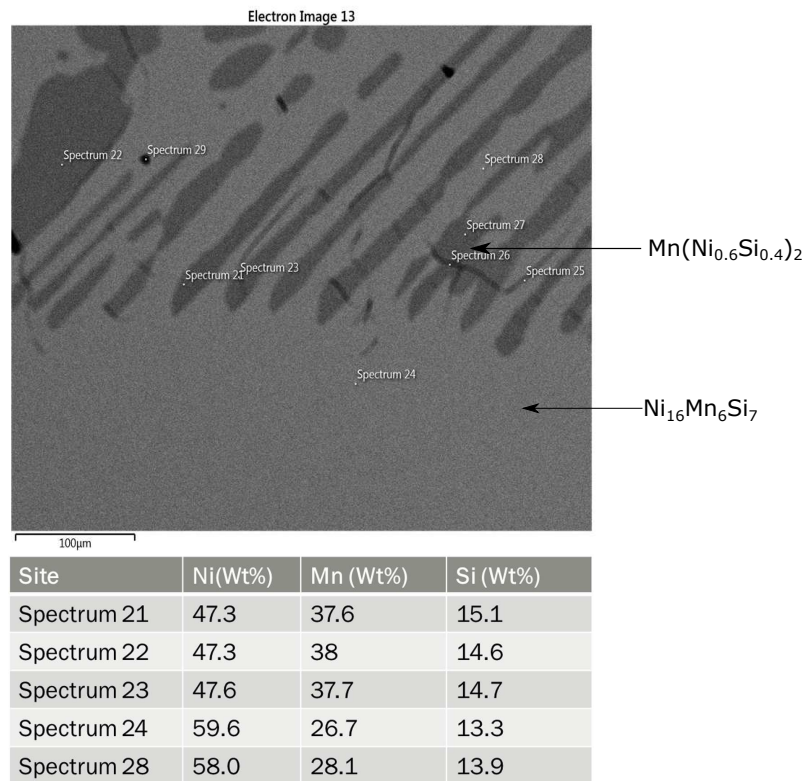 Electron Image 13
Spectrum 22
Spectrum 29
Spectrum 28
Spectrum 27
Mn(Ni₀.₆Si₀.₄)₂
Spectrum 26
Spectrum 21
Spectrum 23
Spectrum 25
Spectrum 24
Ni₁₆Mn₆Si₇
100µm
Site Ni(Wt%) Mn (Wt%) Si (Wt%)
Spectrum 21 47.3 37.6 15.1
Spectrum 22 47.3 38 14.6
Spectrum 23 47.6 37.7 14.7
Spectrum 24 59.6 26.7 13.3
Spectrum 28 58.0 28.1 13.9